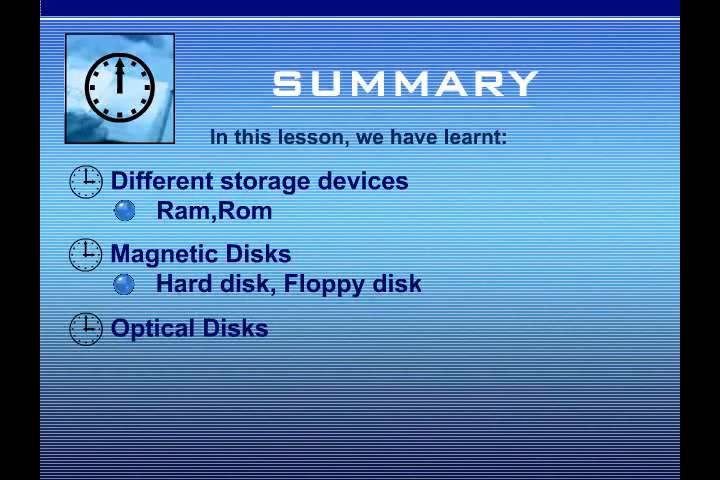 SUMMARY
In this lesson, we have learnt:
Different storage devices
Ram,Rom
Magnetic Disks
Hard disk, Floppy disk
Optical Disks